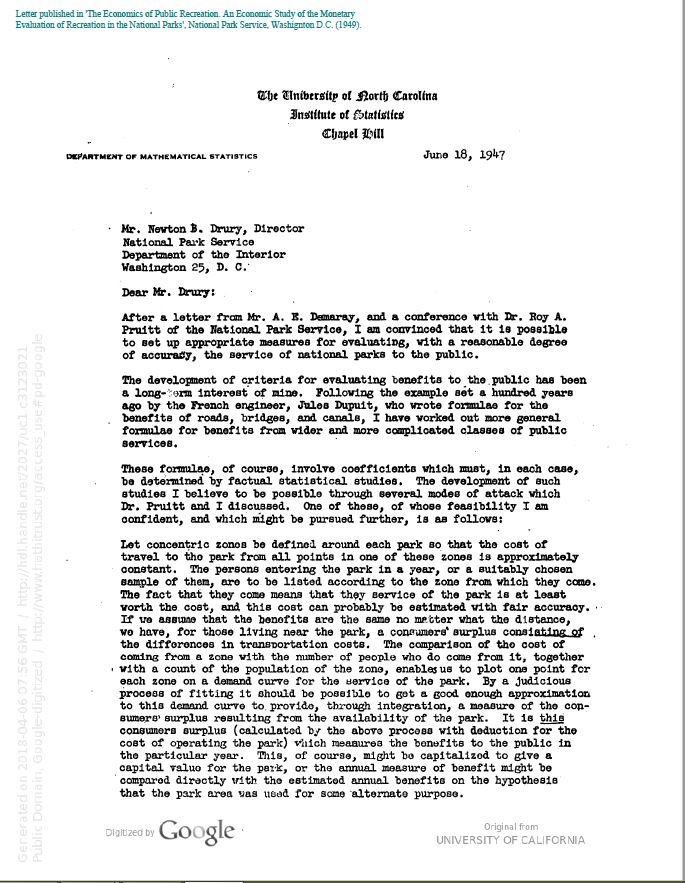 Letter published in 'The Economics of Public Recreation. An Economic Study of the Monetary
Evaluation of Recreation in the National Parks', National Park Service, Washignton D.C. (1949).
The University of North Carolina
Institute of Statistics
Chapel Hill
DEPARTMENT OF MATHEMATICAL STATISTICS
June 18, 1947
Mr. Newton B. Drury, Director
National Park Service
Department of the Interior
Washington 25, D. C.
Dear Mr. Drury:
After a letter from Mr. A. E. Demaray, and a conference with Dr. Roy A.
Pruitt of the National Park Service, I am convinced that it is possible
to set up appropriate measures for evaluating, with a reasonable degree
of accuracy, the service of national parks to the public.
The development of criteria for evaluating benefits to the public has been
a long-term interest of mine. Following the example set a hundred years
ago by the French engineer, Jules Dupuit, who wrote formulae for the
benefits of roads, bridges, and canals, I have worked out more general
formulae for benefits from wider and more complicated classes of public
services.
These formulae, of course, involve coefficients which must, in each case,
be determined by factual statistical studies. The development of such
studies I believe to be possible through several modes of attack which
Dr. Pruitt and I discussed. One of these, of whose feasibility I am
confident, and which might be pursued further, is as follows:
Let concentric zones be defined around each park so that the cost of
travel to the park from all points in one of these zones is approximately
constant. The persons entering the park in a year, or a suitably chosen
sample of them, are to be listed according to the zone from which they come.
The fact that they come means that they service of the park is at least
worth the cost, and this cost can probably be estimated with fair accuracy.
If we assume that the benefits are the same no matter what the distance,
we have, for those living near the park, a consumers' surplus consisting of
the differences in transportation costs. The comparison of the cost of
coming from a zone with the number of people who do come from it, together
with a count of the population of the zone, enables us to plot one point for
each zone on a demand curve for the service of the park. By a judicious
process of fitting it should be possible to get a good enough approximation
to this demand curve to provide, through integration, a measure of the con-
sumers' surplus resulting from the availability of the park. It is this
consumers surplus (calculated by the above process with deduction for the
cost of operating the park) which measures the benefits to the public in
the particular year. This, of course, might be capitalized to give a
capital value for the park, or the annual measure of benefit might be
compared directly with the estimated annual benefits on the hypothesis
that the park area was used for some alternate purpose.
Digitized by Google
Original from
UNIVERSITY OF CALIFORNIA
Generated on 2018-04-06 07:56 GMT / http://hdl.handle.net/2027/uc1.c3123021
Public Domain, Google-digitized / http://www.hathitrust.org/access_use#pd-google